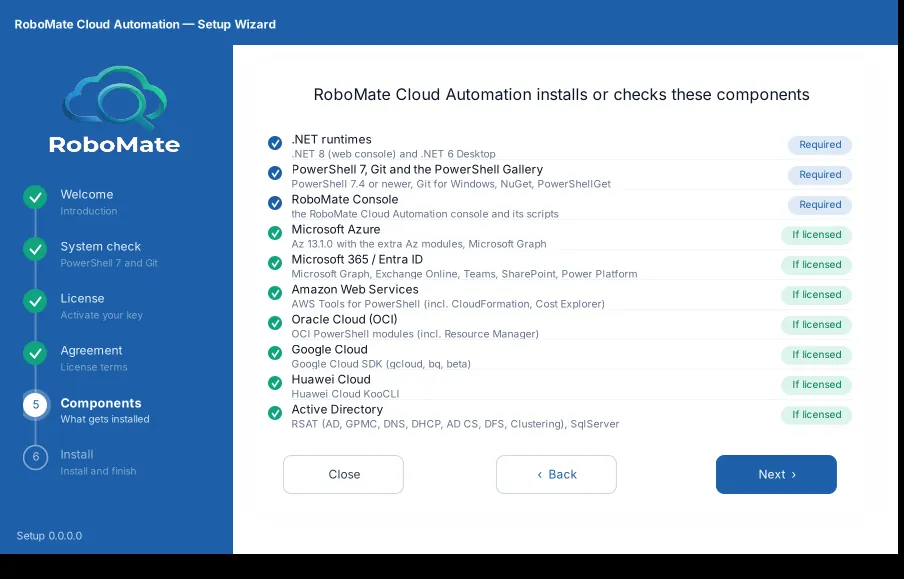 RoboMate Cloud Automation — Setup Wizard
RoboMate
Welcome
Introduction
System check
PowerShell 7 and Git
License
Activate your key
Agreement
License terms
5
Components
What gets installed
6
Install
Install and finish
Setup 0.0.0.0
RoboMate Cloud Automation installs or checks these components
.NET runtimes
Required
.NET 8 (web console) and .NET 6 Desktop
PowerShell 7, Git and the PowerShell Gallery
Required
PowerShell 7.4 or newer, Git for Windows, NuGet, PowerShellGet
RoboMate Console
Required
the RoboMate Cloud Automation console and its scripts
Microsoft Azure
If licensed
Az 13.1.0 with the extra Az modules, Microsoft Graph
Microsoft 365 / Entra ID
If licensed
Microsoft Graph, Exchange Online, Teams, SharePoint, Power Platform
Amazon Web Services
If licensed
AWS Tools for PowerShell (incl. CloudFormation, Cost Explorer)
Oracle Cloud (OCI)
If licensed
OCI PowerShell modules (incl. Resource Manager)
Google Cloud
If licensed
Google Cloud SDK (gcloud, bq, beta)
Huawei Cloud
If licensed
Huawei Cloud KooCLI
Active Directory
If licensed
RSAT (AD, GPMC, DNS, DHCP, AD CS, DFS, Clustering), SqlServer
Close
‹ Back
Next ›